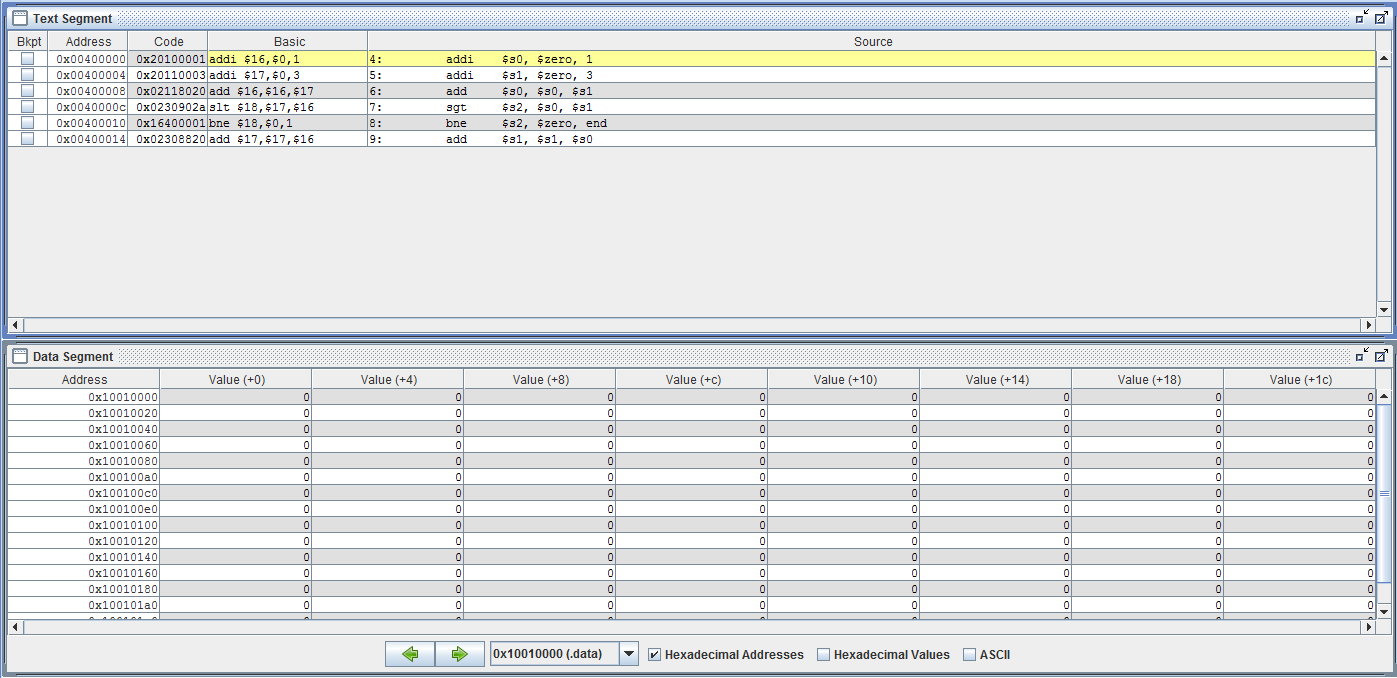 Text Segment
Bkpt Address Code Basic Source
0x00400000 0x20100001 addi $16,$0,1 4: addi $s0, $zero, 1
0x00400004 0x20110003 addi $17,$0,3 5: addi $s1, $zero, 3
0x00400008 0x02118020 add $16,$16,$17 6: add $s0, $s0, $s1
0x0040000c 0x0230902a slt $18,$17,$16 7: sgt $s2, $s0, $s1
0x00400010 0x16400001 bne $18,$0,1 8: bne $s2, $zero, end
0x00400014 0x02308820 add $17,$17,$16 9: add $s1, $s1, $s0
Data Segment
Address Value (+0) Value (+4) Value (+8) Value (+c) Value (+10) Value (+14) Value (+18) Value (+1c)
0x10010000 0 0 0 0 0 0 0 0
0x10010020 0 0 0 0 0 0 0 0
0x10010040 0 0 0 0 0 0 0 0
0x10010060 0 0 0 0 0 0 0 0
0x10010080 0 0 0 0 0 0 0 0
0x100100a0 0 0 0 0 0 0 0 0
0x100100c0 0 0 0 0 0 0 0 0
0x100100e0 0 0 0 0 0 0 0 0
0x10010100 0 0 0 0 0 0 0 0
0x10010120 0 0 0 0 0 0 0 0
0x10010140 0 0 0 0 0 0 0 0
0x10010160 0 0 0 0 0 0 0 0
0x10010180 0 0 0 0 0 0 0 0
0x100101a0 0 0 0 0 0 0 0 0
0x10010000 (.data) Hexadecimal Addresses Hexadecimal Values ASCII